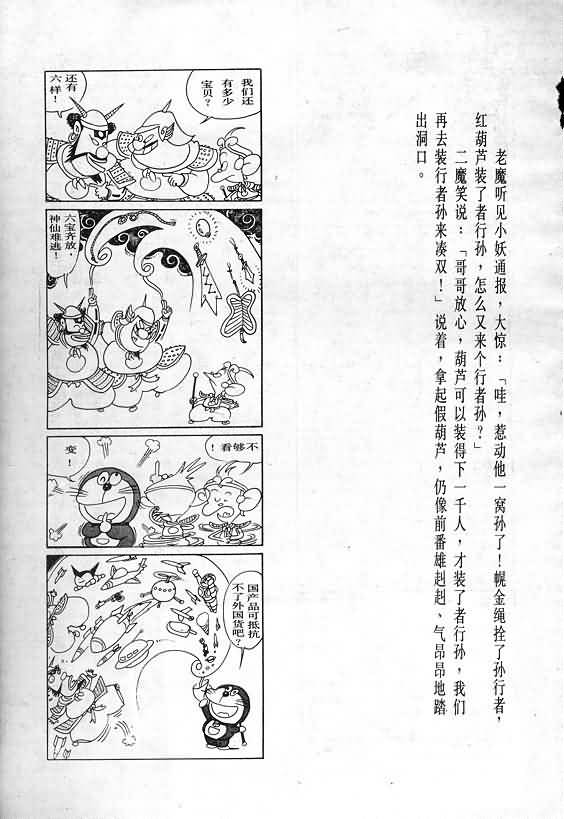 老魔听见小妖通报，大惊：「哇，惹动他一窝孙了！幌金绳拴了孙行者，
红葫芦装了者行孙，怎么又来个行者孙？」
二魔笑说：「哥哥放心，葫芦可以装得下一千人，才装了者行孙，我们
再去装行者孙来凑双！」说着，拿起假葫芦，仍像前番雄赳赳、气昂昂地踏
出洞口。
我们还
有多少
宝贝？
还有
六样！
六宝齐放，
神仙难逃！
不够看！
变！
国产品可抵抗
不了外国货吧？